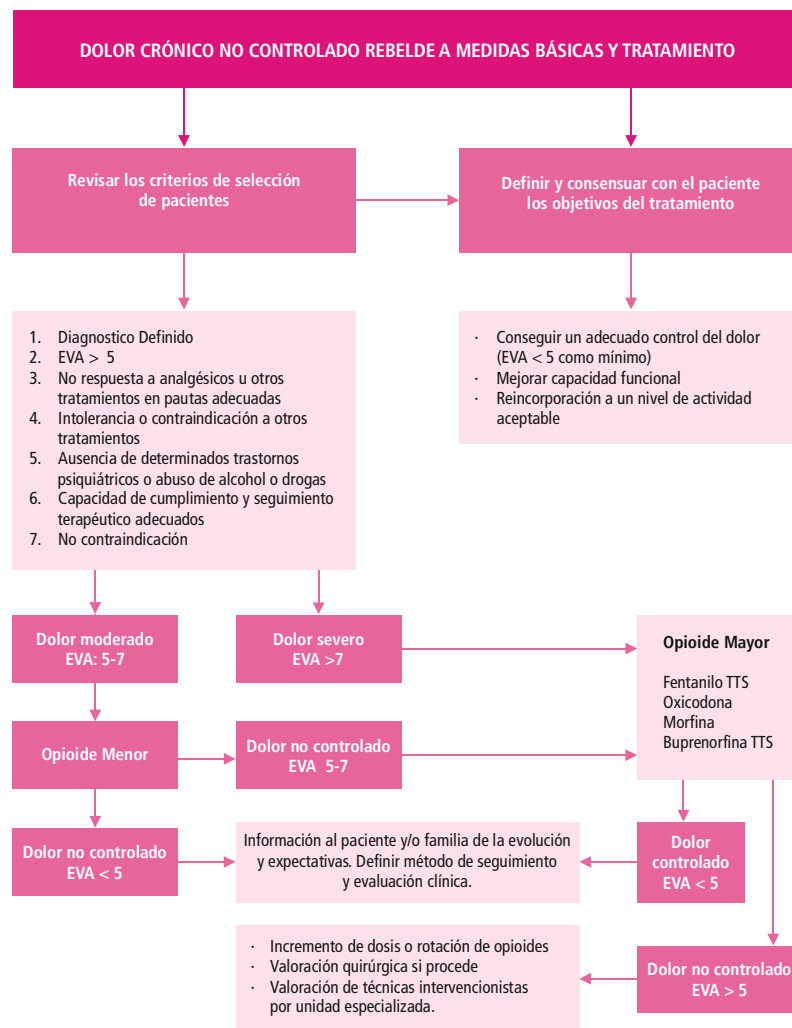 DOLOR CRÓNICO NO CONTROLADO REBELDE A MEDIDAS BÁSICAS Y TRATAMIENTO
Revisar los criterios de selección
de pacientes
Definir y consensuar con el paciente
los objetivos del tratamiento
1. Diagnostico Definido
2. EVA > 5
3. No respuesta a analgésicos u otros
tratamientos en pautas adecuadas
4. Intolerancia o contraindicación a otros
tratamientos
5. Ausencia de determinados trastornos
psiquiátricos o abuso de alcohol o drogas
6. Capacidad de cumplimiento y seguimiento
terapéutico adecuados
7. No contraindicación
· Conseguir un adecuado control del dolor
(EVA < 5 como mínimo)
· Mejorar capacidad funcional
· Reincorporación a un nivel de actividad
aceptable
Dolor moderado
EVA: 5-7
Dolor severo
EVA >7
Opioide Mayor
Fentanilo TTS
Oxicodona
Morfina
Buprenorfina TTS
Opioide Menor
Dolor no controlado
EVA 5-7
Dolor no controlado
EVA < 5
Información al paciente y/o familia de la evolución
y expectativas. Definir método de seguimiento
y evaluación clínica.
Dolor
controlado
EVA < 5
· Incremento de dosis o rotación de opioides
· Valoración quirúrgica si procede
· Valoración de técnicas intervencionistas
por unidad especializada.
Dolor no controlado
EVA > 5